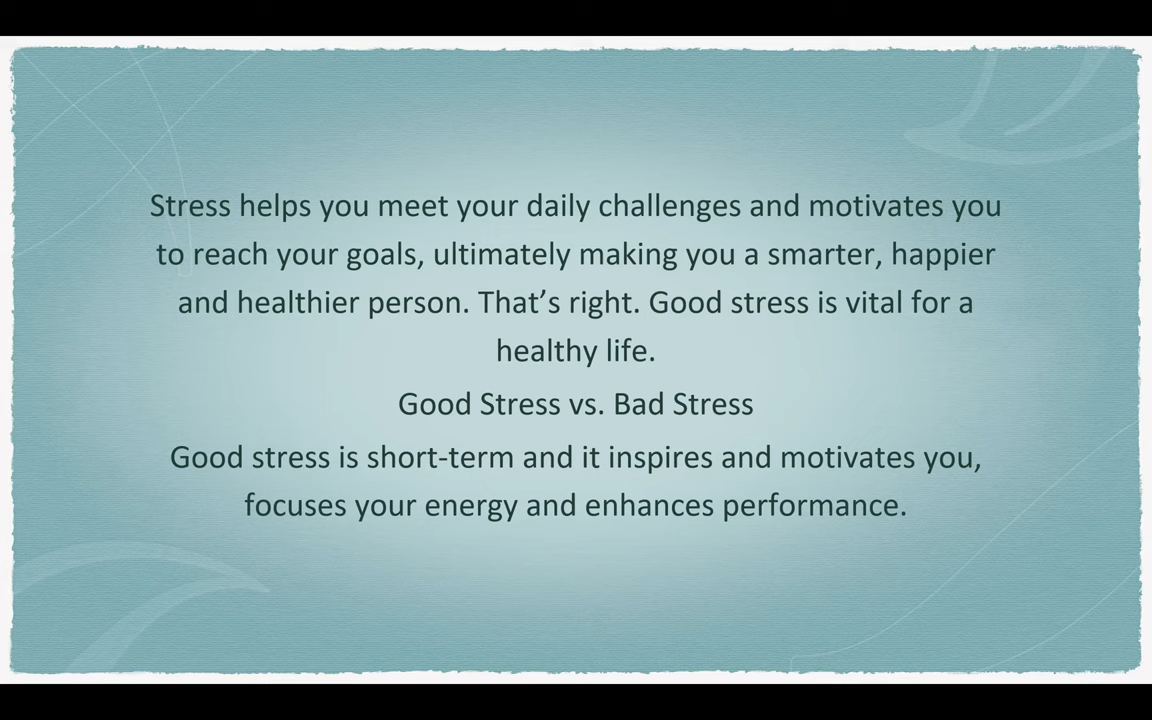 Stress helps you meet your daily challenges and motivates you
to reach your goals, ultimately making you a smarter, happier
and healthier person. That’s right. Good stress is vital for a
healthy life.
Good Stress vs. Bad Stress
Good stress is short-term and it inspires and motivates you,
focuses your energy and enhances performance.